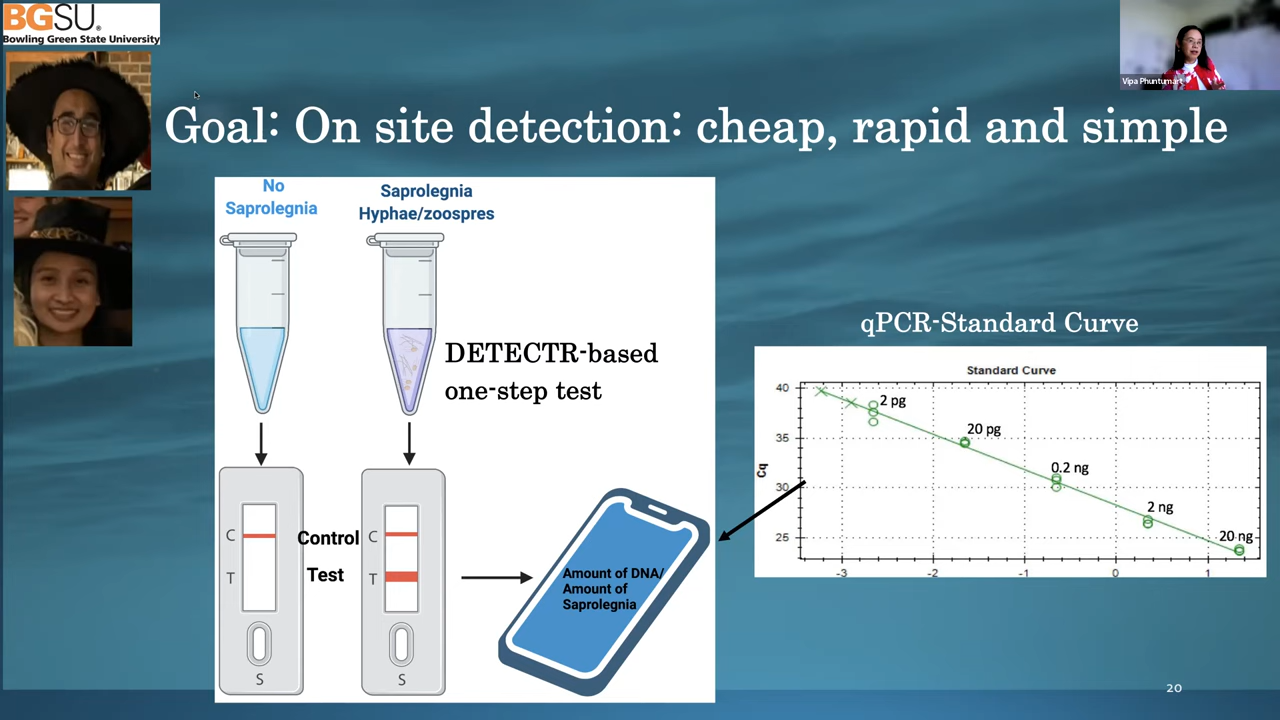 BGSU®
Bowling Green State University
Vipa Phuntumart
Goal: On site detection: cheap, rapid and simple
No
Saprolegnia
Saprolegnia
Hyphae/zoospres
DETECTR-based
one-step test
C
T
S
Control
Test
C
T
S
Amount of DNA/
Amount of
Saprolegnia
qPCR-Standard Curve
Standard Curve
Cq
40
35
30
25
2 pg
20 pg
0.2 ng
2 ng
20 ng
-3
-2
-1
0
1
20